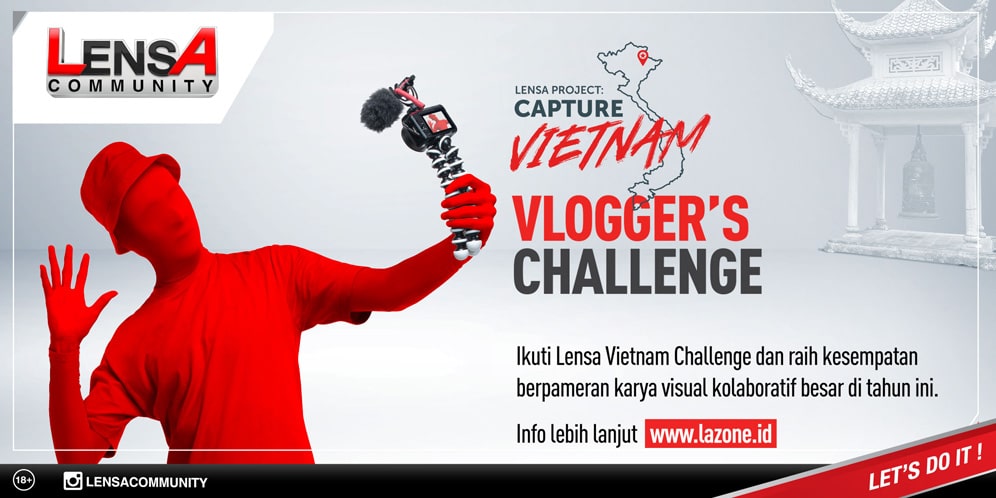 LENSA
COMMUNITY
LENSA PROJECT:
CAPTURE
VIETNAM
VLOGGER'S
CHALLENGE
Ikuti Lensa Vietnam Challenge dan raih kesempatan
berpameran karya visual kolaboratif besar di tahun ini.
Info lebih lanjut www.lazone.id
18+ LENSACOMMUNITY
LET'S DO IT !